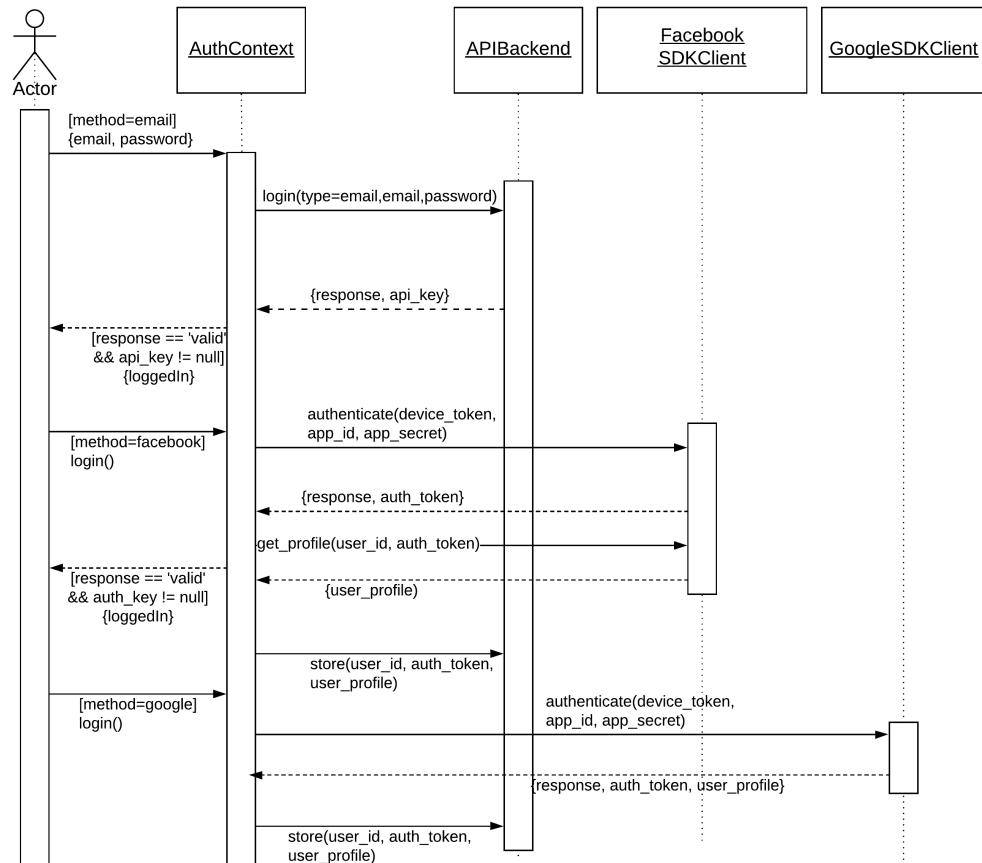 Actor
AuthContext
APIBackend
Facebook
SDKClient
GoogleSDKClient
[method=email]
{email, password}
login(type=email,email,password)
{response, api_key}
[response == 'valid'
&& api_key != null]
{loggedIn}
authenticate(device_token,
app_id, app_secret)
[method=facebook]
login()
{response, auth_token}
get_profile(user_id, auth_token)
[response == 'valid'
&& auth_key != null]
{loggedIn}
{user_profile)
store(user_id, auth_token,
user_profile)
[method=google]
login()
authenticate(device_token,
app_id, app_secret)
{response, auth_token, user_profile}
store(user_id, auth_token,
user_profile)